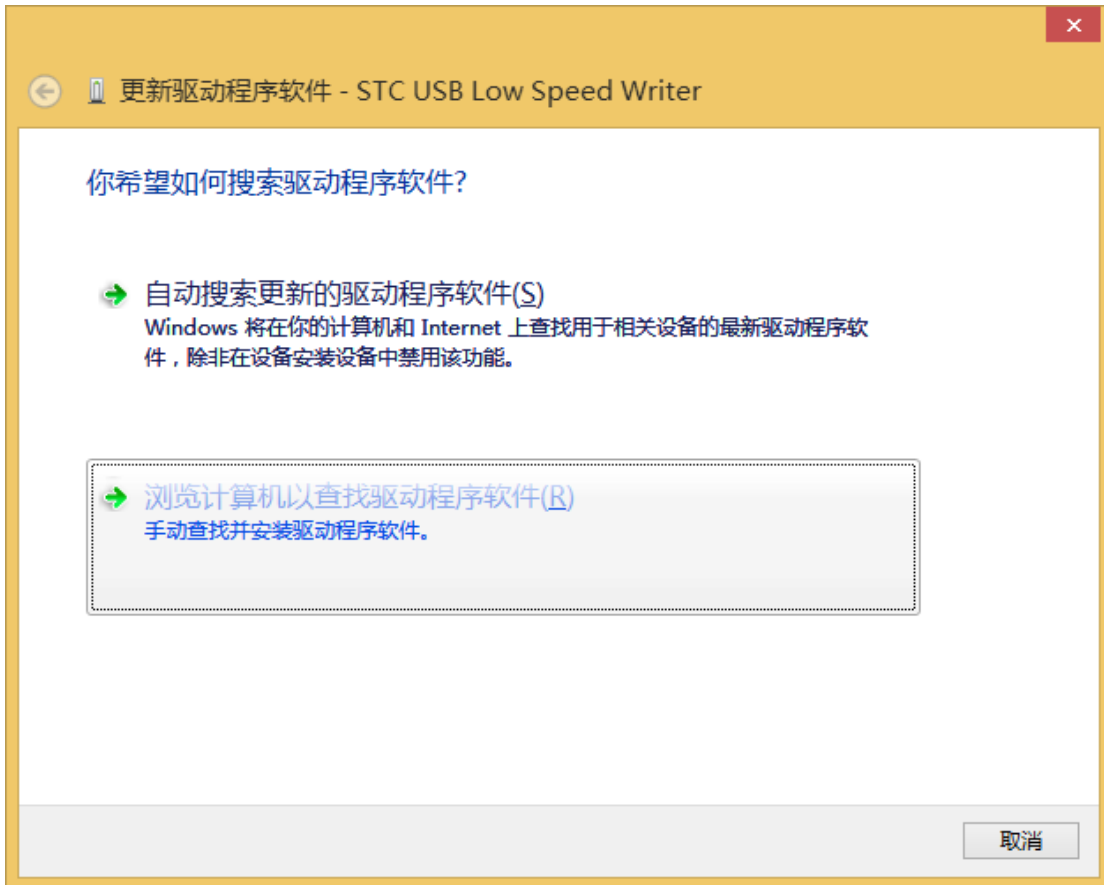 更新驱动程序软件 - STC USB Low Speed Writer
你希望如何搜索驱动程序软件?
自动搜索更新的驱动程序软件(S)
Windows 将在你的计算机和 Internet 上查找用于相关设备的最新驱动程序软
件，除非在设备安装设备中禁用该功能。
浏览计算机以查找驱动程序软件(R)
手动查找并安装驱动程序软件。
取消